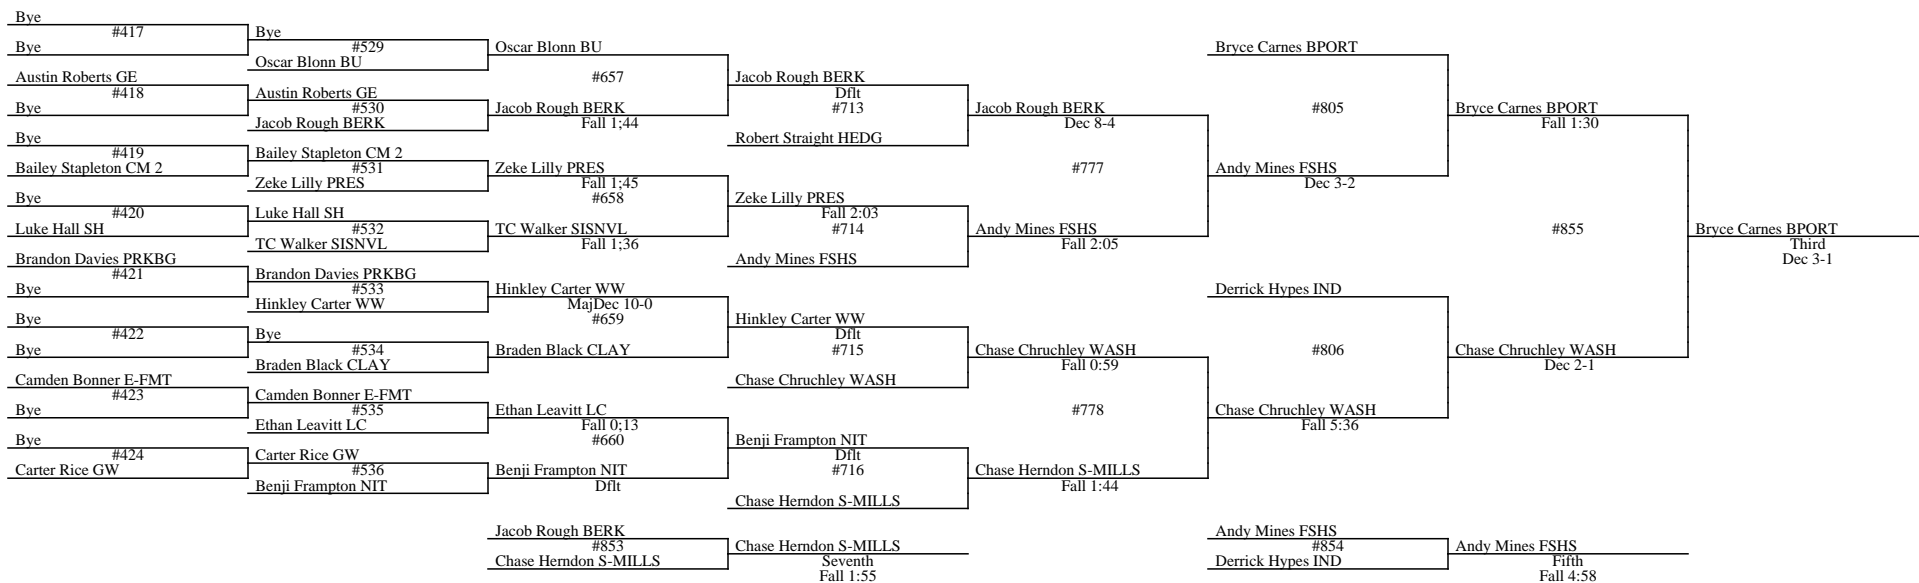 Bye
#417
Bye
Austin Roberts GE
#418
Bye
Bye
#419
Bailey Stapleton CM 2
Bye
#420
Luke Hall SH
Brandon Davies PRKBG
#421
Bye
Bye
#422
Bye
Camden Bonner E-FMT
#423
Bye
Bye
#424
Carter Rice GW
Bye
#529
Oscar Blonn BU
Austin Roberts GE
#530
Jacob Rough BERK
Bailey Stapleton CM 2
#531
Zeke Lilly PRES
Luke Hall SH
#532
TC Walker SISNVL
Brandon Davies PRKBG
#533
Hinkley Carter WW
Bye
#534
Braden Black CLAY
Camden Bonner E-FMT
#535
Ethan Leavitt LC
Carter Rice GW
#536
Benji Frampton NIT
Oscar Blonn BU
#657
Jacob Rough BERK
Fall 1;44
Zeke Lilly PRES
Fall 1;45
#658
TC Walker SISNVL
Fall 1;36
Hinkley Carter WW
MajDec 10-0
#659
Braden Black CLAY
Ethan Leavitt LC
Fall 0;13
#660
Benji Frampton NIT
Dflt
Jacob Rough BERK
Dflt
#713
Robert Straight HEDG
Zeke Lilly PRES
Fall 2:03
#714
Andy Mines FSHS
Hinkley Carter WW
Dflt
#715
Chase Chruchley WASH
Benji Frampton NIT
Dflt
#716
Chase Herndon S-MILLS
Jacob Rough BERK
Dec 8-4
#777
Andy Mines FSHS
Fall 2:05
Chase Chruchley WASH
Fall 0:59
#778
Chase Herndon S-MILLS
Fall 1:44
Bryce Carnes BPORT
#805
Andy Mines FSHS
Dec 3-2
Derrick Hypes IND
#806
Chase Chruchley WASH
Fall 5:36
Bryce Carnes BPORT
Fall 1:30
#855
Chase Chruchley WASH
Dec 2-1
Bryce Carnes BPORT
Third
Dec 3-1
Jacob Rough BERK
#853
Chase Herndon S-MILLS
Chase Herndon S-MILLS
Seventh
Fall 1:55
Andy Mines FSHS
#854
Derrick Hypes IND
Andy Mines FSHS
Fifth
Fall 4:58